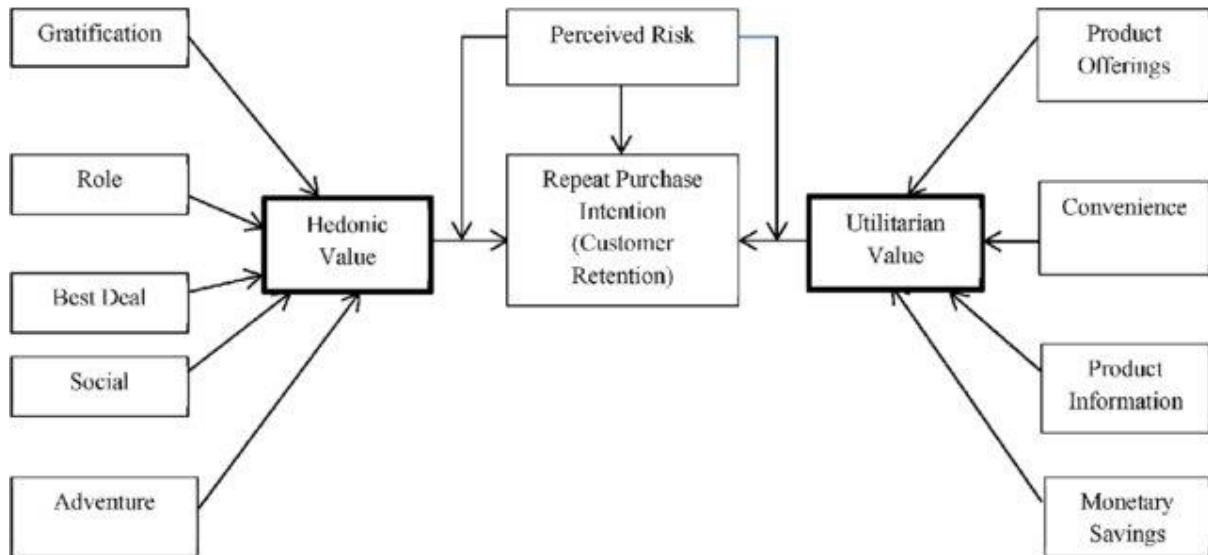 Gratification
Perceived Risk
Product
Offerings
Role
Repeat Purchase
Intention
(Customer
Retention)
Hedonic
Value
Utilitarian
Value
Convenience
Best Deal
Social
Product
Information
Adventure
Monetary
Savings